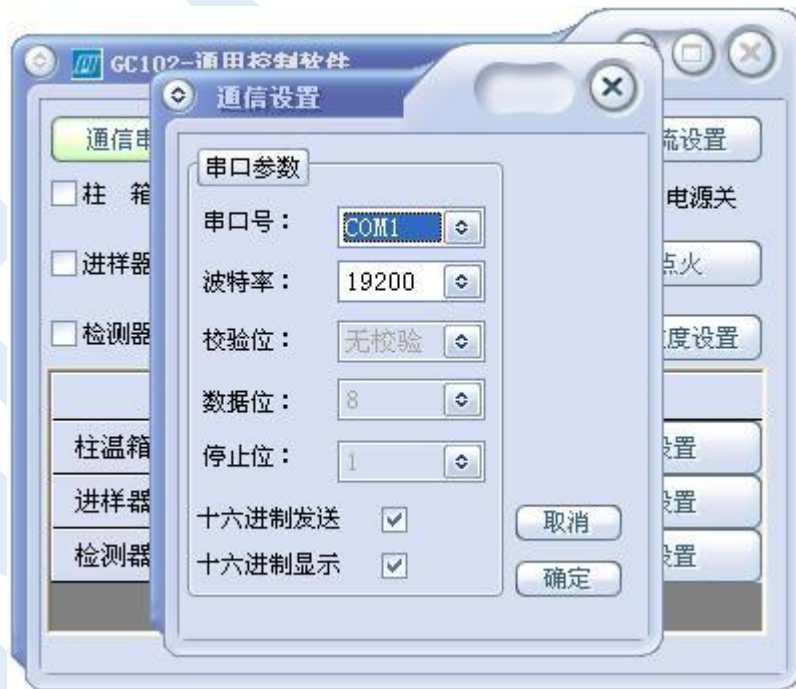 GC102-通用控制软件
通信设置
通信串
流设置
串口参数
柱 箱
串口号：
COM1
电源关
进样器
波特率：
19200
点火
检测器
校验位：
无校验
度设置
数据位：
8
柱温箱
停止位：
1
设置
进样器
十六进制发送
取消
设置
检测器
十六进制显示
确定
设置